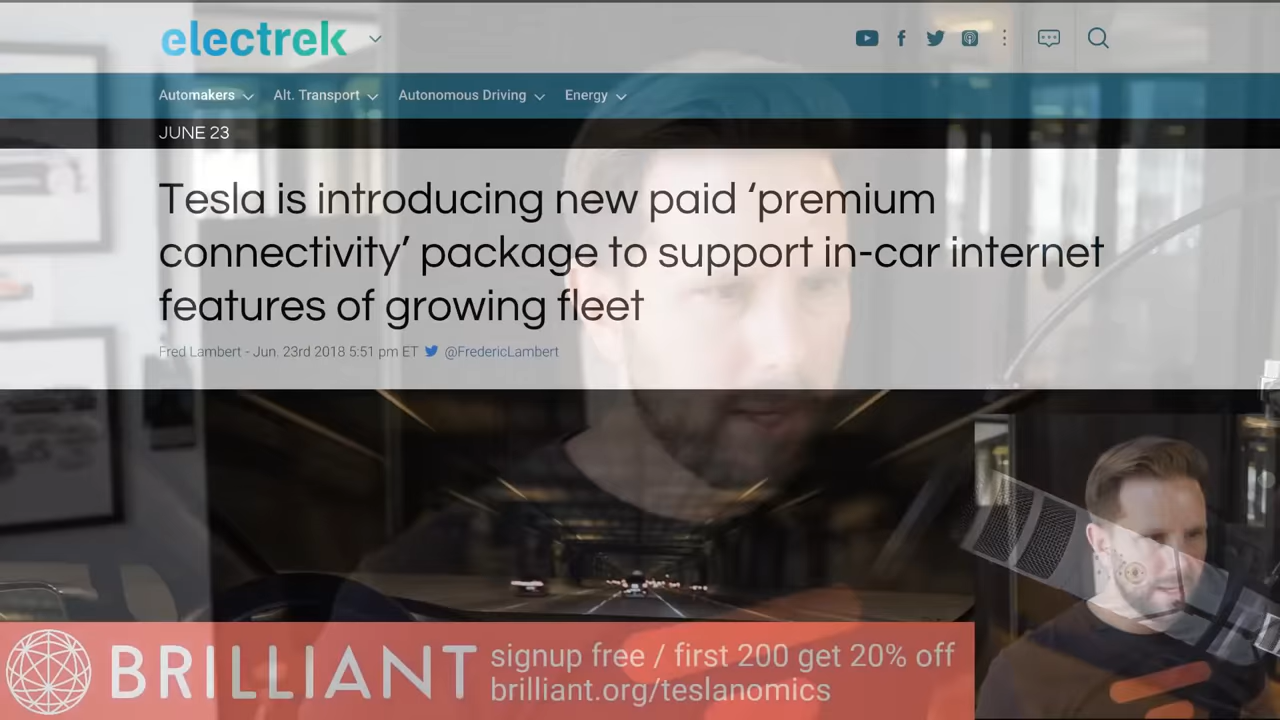 electrek
Automakers Alt. Transport Autonomous Driving Energy
JUNE 23
Tesla is introducing new paid ‘premium
connectivity’ package to support in-car internet
features of growing fleet
Fred Lambert - Jun. 23rd 2018 5:51 pm ET @FredericLambert
BRILLIANT
signup free / first 200 get 20% off
brilliant.org/teslanomics